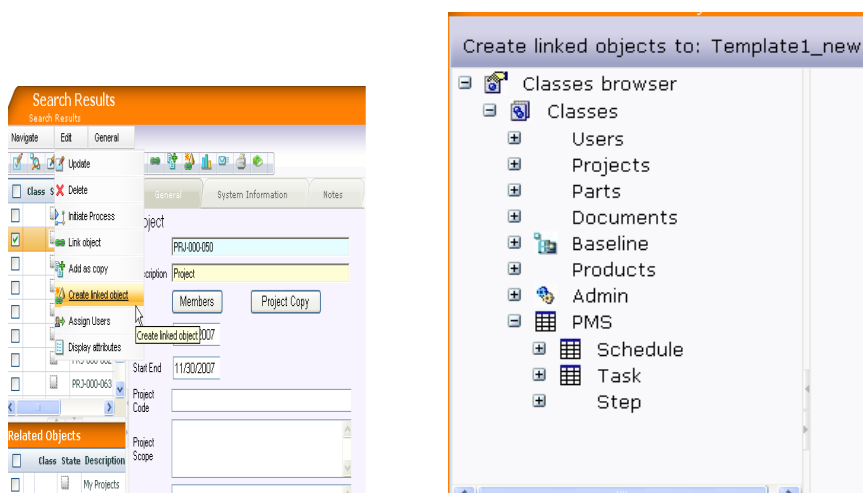 Search Results
Search Results
Navigate Edit General
Update
Class S Delete General System Information Notes
Initiate Process
Link object PRJ-000-050
Add as copy Project
Create linked object Members Project Copy
Assign Users Create linked object 2007
Display attributes
Start End 11/30/2007
PRJ-000-063
Project
Code
Related Objects
Project
Scope
Class State Description
My Projects
Create linked objects to: Template1_new
Classes browser
Classes
Users
Projects
Parts
Documents
Baseline
Products
Admin
PMS
Schedule
Task
Step